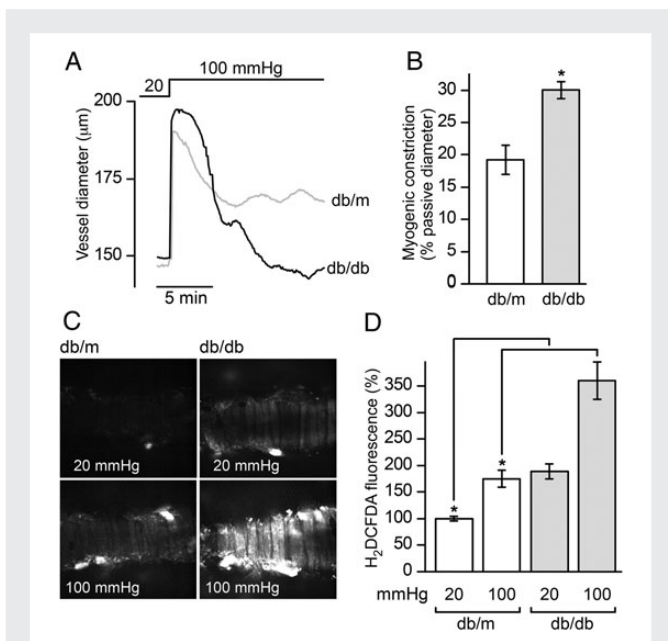 A
20
100 mmHg
Vessel diameter (μm)
200
175
150
db/m
db/db
5 min
B
*
Myogenic constriction
(% passive diameter)
35
30
25
20
15
10
5
0
db/m
db/db
C
db/m
db/db
20 mmHg
20 mmHg
100 mmHg
100 mmHg
D
H₂DCFDA fluorescence (%)
350
300
250
200
150
100
50
0
*
*
mmHg
20
100
20
100
db/m
db/db